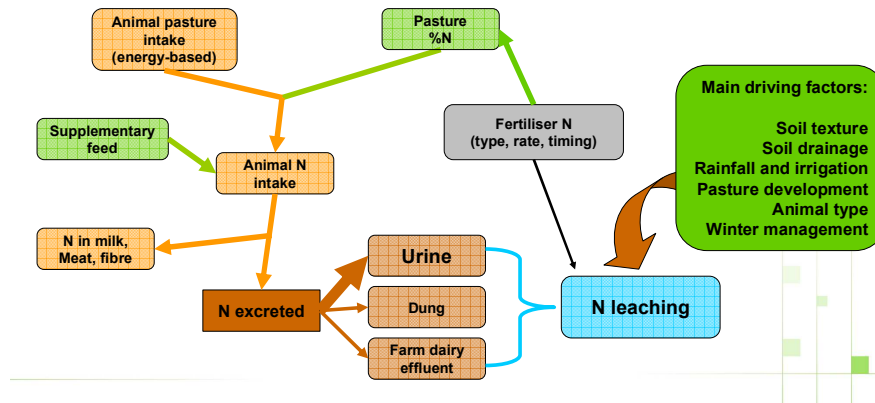 Animal pasture
intake
(energy-based)
Pasture
%N
Main driving factors:
Soil texture
Soil drainage
Rainfall and irrigation
Pasture development
Animal type
Winter management
Supplementary
feed
Fertiliser N
(type, rate, timing)
Animal N
intake
N in milk,
Meat, fibre
Urine
N excreted
Dung
N leaching
Farm dairy
effluent